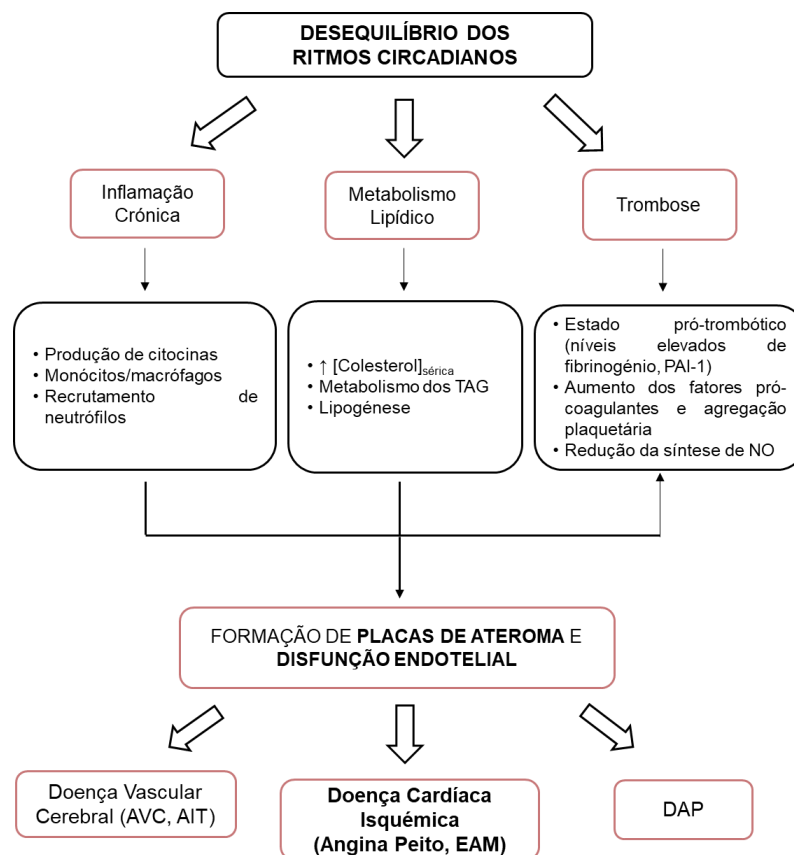 DESEQUILÍBRIO DOS
RITMOS CIRCADIANOS
Inflamação
Crónica
Metabolismo
Lipídico
Trombose
• Produção de citocinas
• Monócitos/macrófagos
• Recrutamento de
neutrófilos
• ↑ [Colesterol]sérica
• Metabolismo dos TAG
• Lipogénese
• Estado pró-trombótico
(níveis elevados de
fibrinogénio, PAI-1)
• Aumento dos fatores pró-
coagulantes e agregação
plaquetária
• Redução da síntese de NO
FORMAÇÃO DE PLACAS DE ATEROMA E
DISFUNÇÃO ENDOTELIAL
Doença Vascular
Cerebral (AVC, AIT)
Doença Cardíaca
Isquémica
(Angina Peito, EAM)
DAP